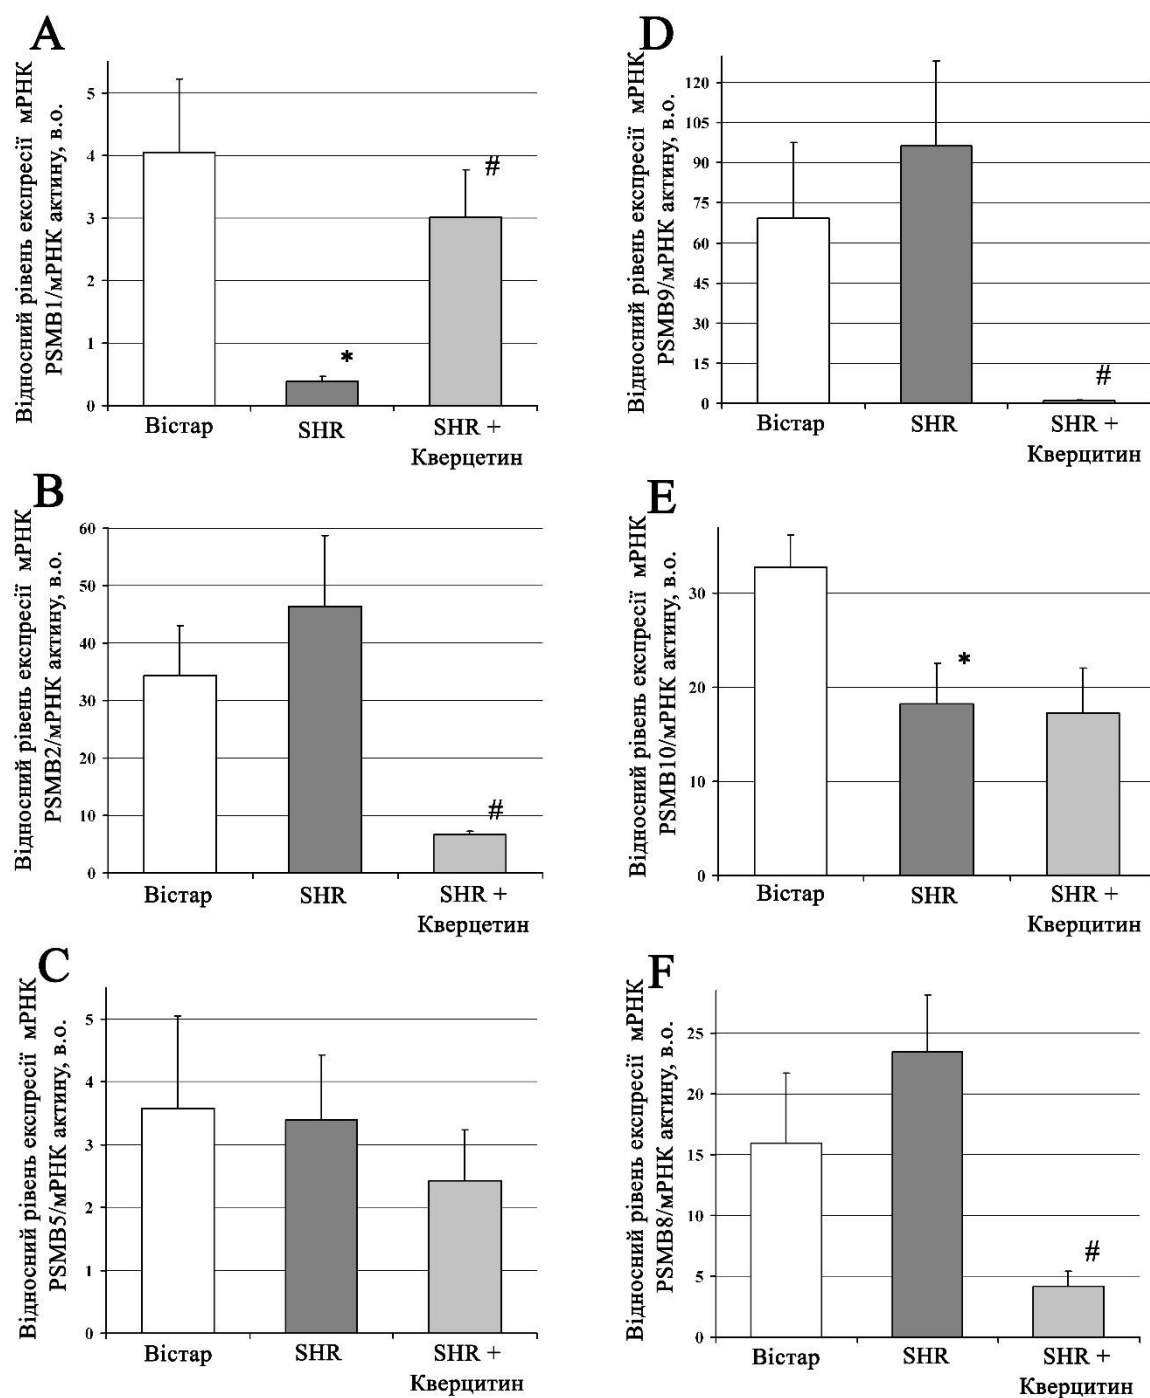 A
Відносний рівень експресії мРНК
PSMB1/мРНК актину, в.о.
5
4
3
2
1
0
*
#
Вістар
SHR
SHR +
Кверцетин
B
Відносний рівень експресії мРНК
PSMB2/мРНК актину, в.о.
60
50
40
30
20
10
0
#
Вістар
SHR
SHR +
Кверцетин
C
Відносний рівень експресії мРНК
PSMB5/мРНК актину, в.о.
5
4
3
2
1
0
Вістар
SHR
SHR +
Кверцетин
D
Відносний рівень експресії мРНК
PSMB9/мРНК актину, в.о.
120
105
90
75
60
45
30
15
0
#
Вістар
SHR
SHR +
Кверцитин
E
Відносний рівень експресії мРНК
PSMB10/мРНК актину, в.о.
30
20
10
0
*
Вістар
SHR
SHR +
Кверцитин
F
Відносний рівень експресії мРНК
PSMB8/мРНК актину, в.о.
25
20
15
10
5
0
#
Вістар
SHR
SHR +
Кверцитин